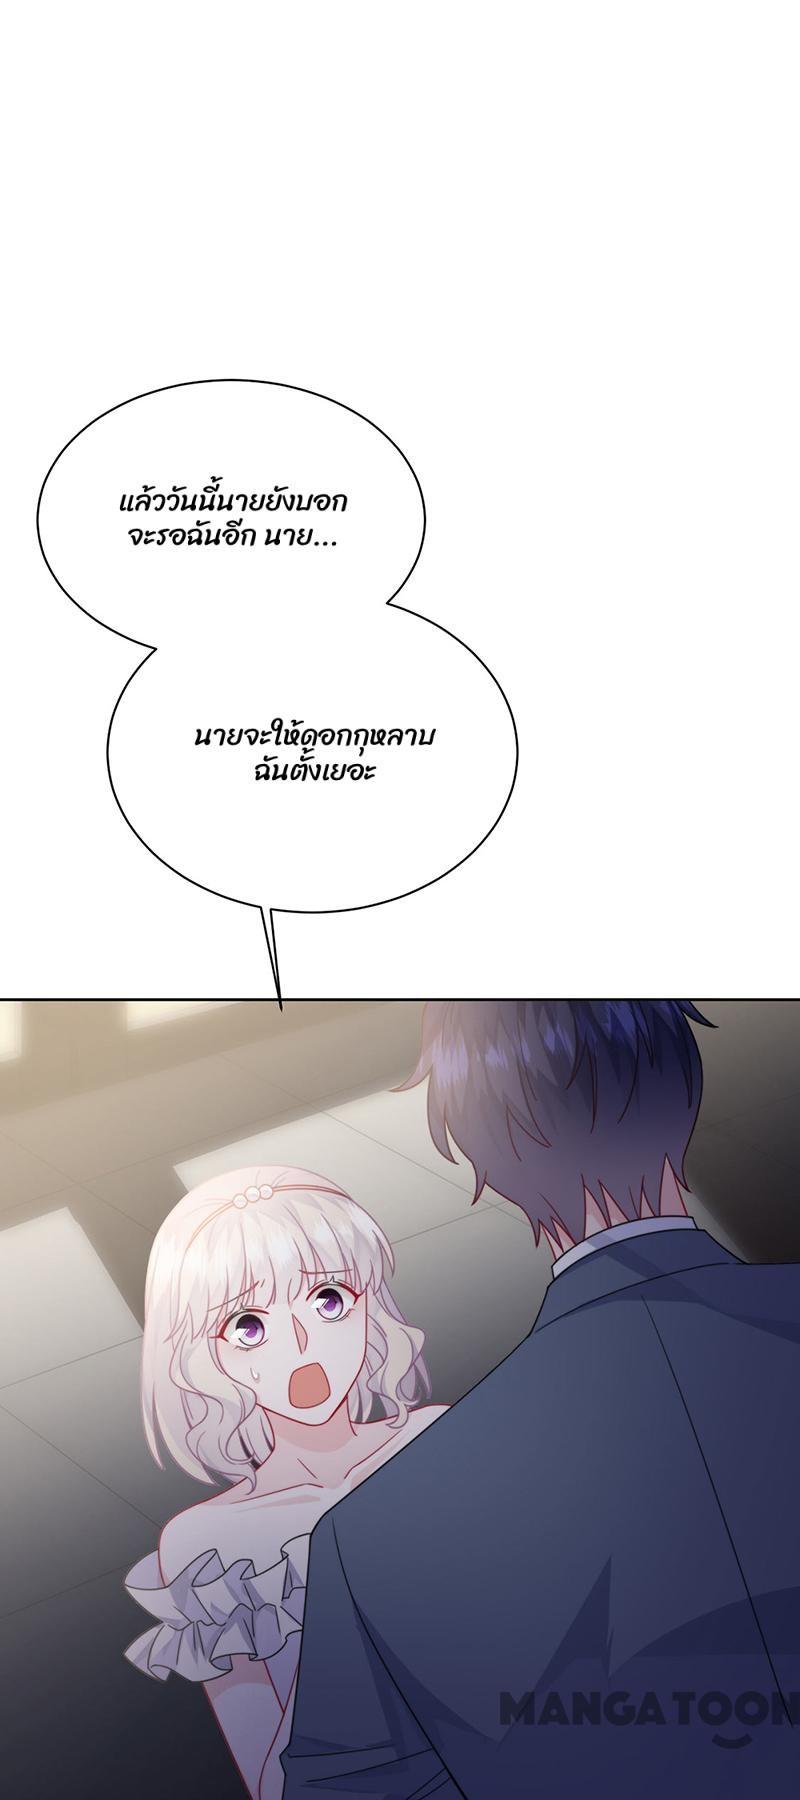 แล้ววันนี้นายยังบอก
จะรอฉันอีก นาย...
นายจะให้ดอกกุหลาบ
ฉันตั้งเยอะ
MANGA TOON